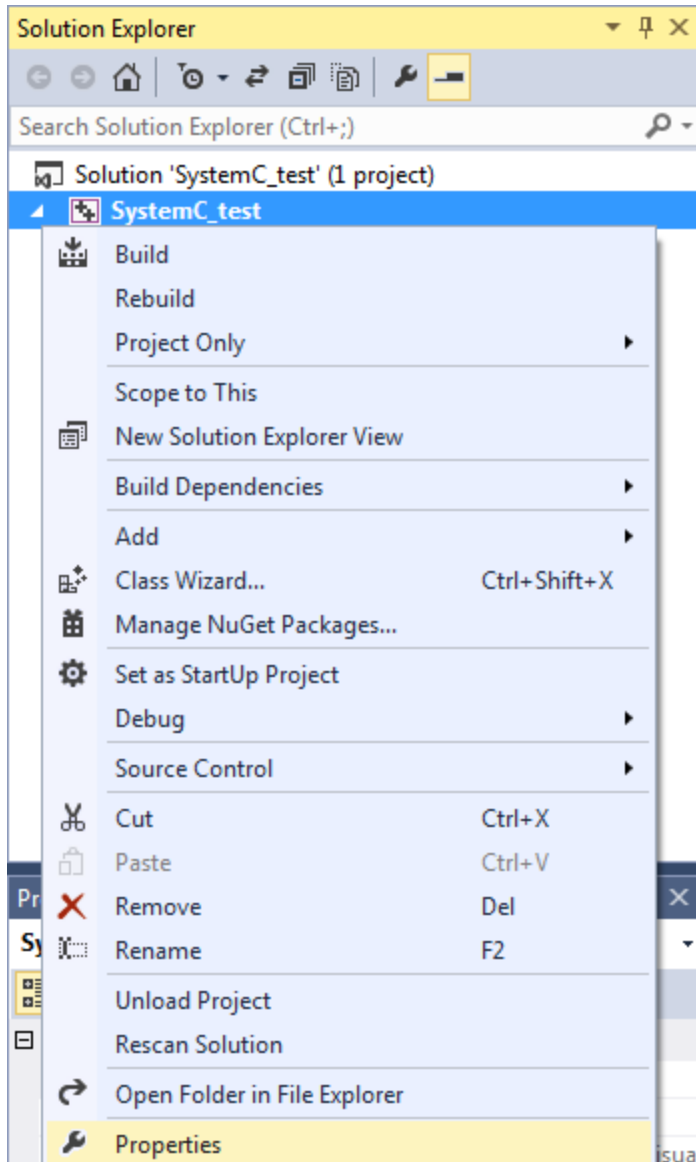 Solution Explorer
Search Solution Explorer (Ctrl+;)
Solution 'SystemC_test' (1 project)
SystemC_test
Build
Rebuild
Project Only
Scope to This
New Solution Explorer View
Build Dependencies
Add
Class Wizard... Ctrl+Shift+X
Manage NuGet Packages...
Set as StartUp Project
Debug
Source Control
Cut Ctrl+X
Paste Ctrl+V
Pr
Remove Del
Sy
Rename F2
Unload Project
Rescan Solution
Open Folder in File Explorer
Properties
isua